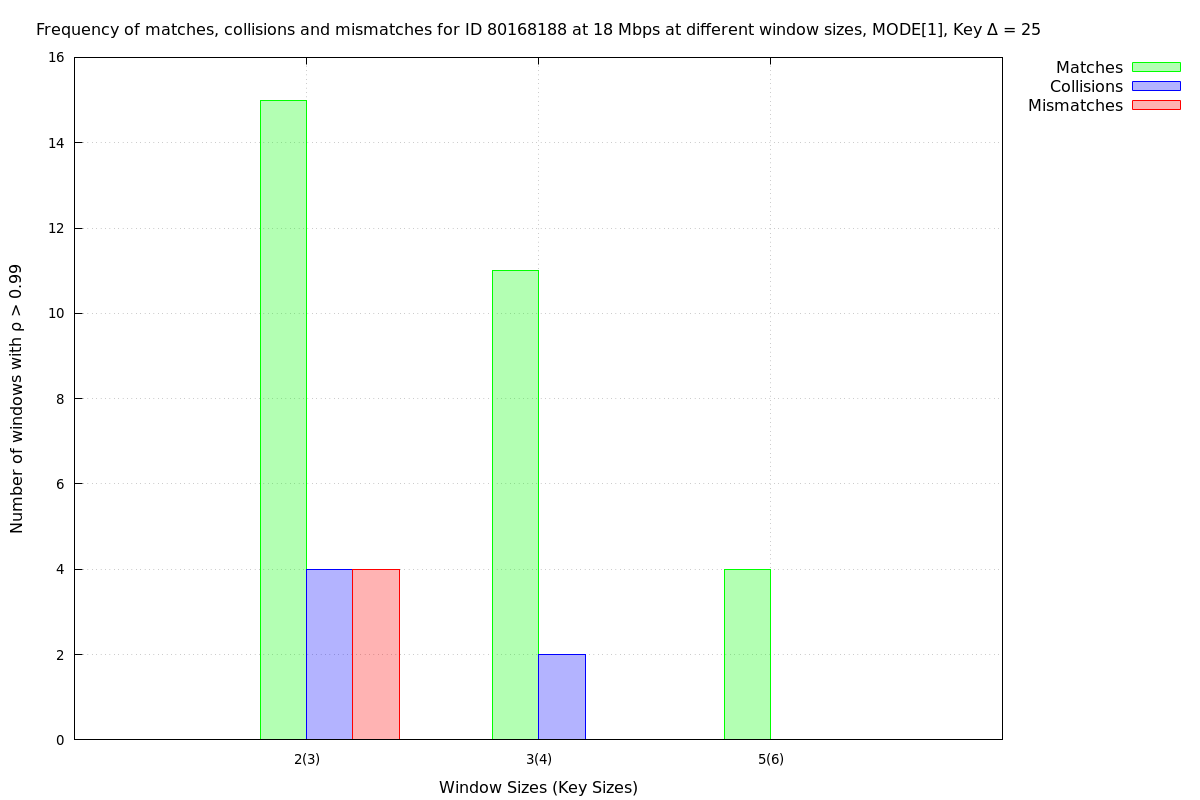 Frequency of matches, collisions and mismatches for ID 80168188 at 18 Mbps at different window sizes, MODE[1], Key Δ = 25
Matches
Collisions
Mismatches
Number of windows with ρ > 0.99
16
14
12
10
8
6
4
2
0
2(3) 3(4) 5(6)
Window Sizes (Key Sizes)